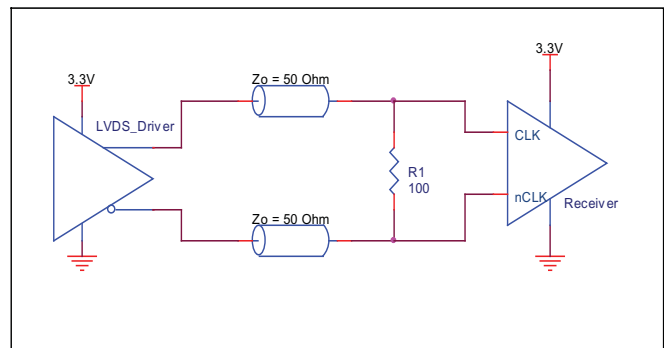 Zo = 50 Ohm
3.3V
3.3V
LVDS_Driver
CLK
R1
100
nCLK
Receiver
Zo = 50 Ohm